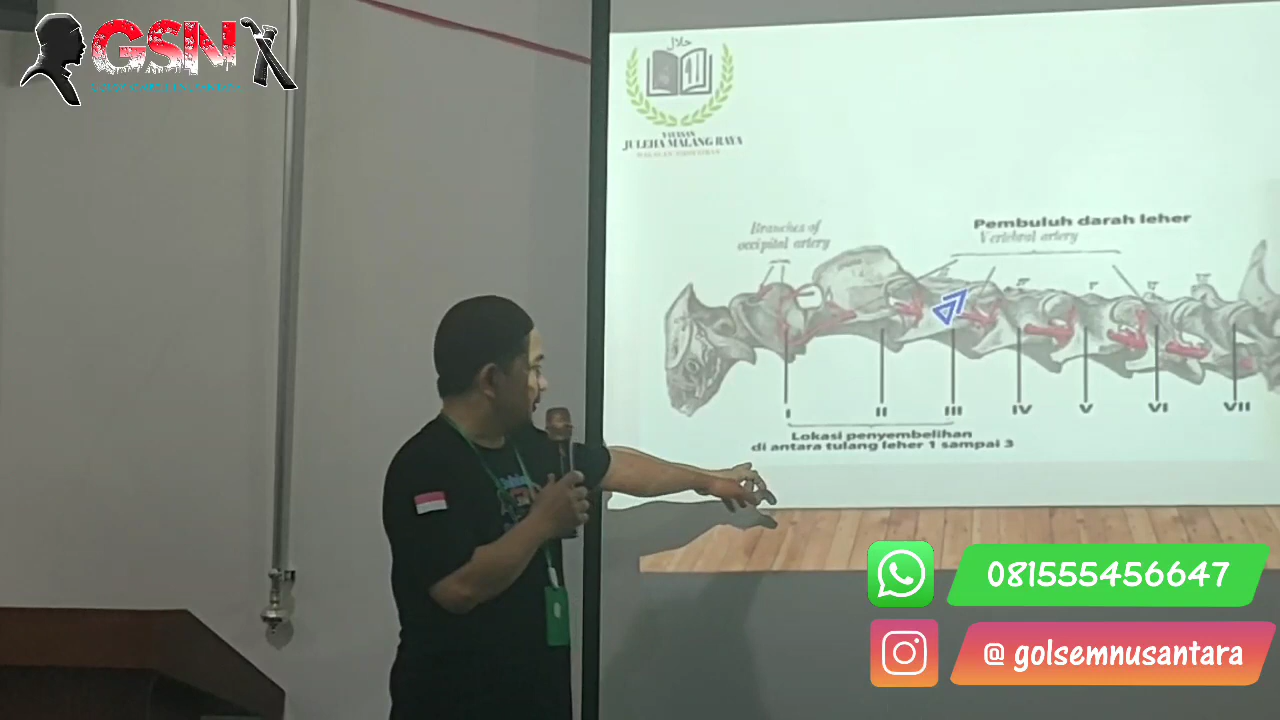 GSN
حلال
YAYASAN
JULEHA MALANG RAYA
Branches of
occipital artery
Pembuluh darah leher
Vertebral artery
I II III IV V VI VII
Lokasi penyembelihan
di antara tulang leher 1 sampai 3
081555456647
@ golsemnusantara